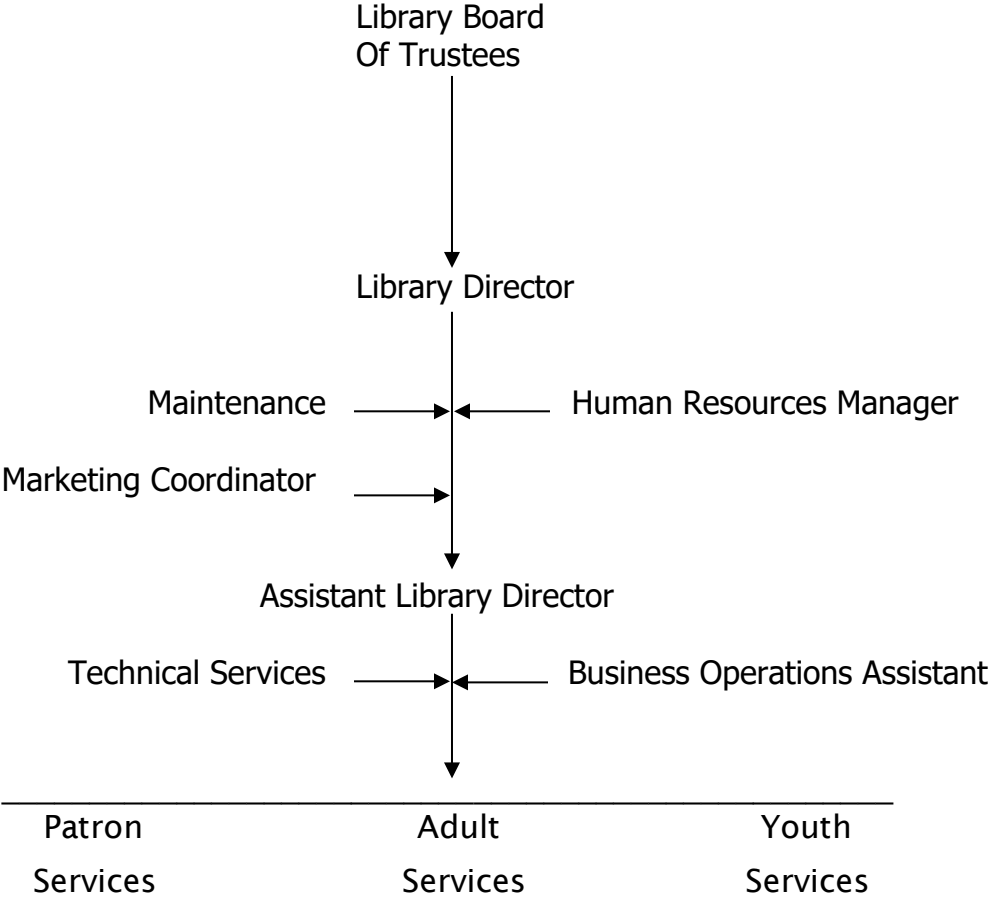 Library Board
Of Trustees
Library Director
Maintenance
Human Resources Manager
Marketing Coordinator
Assistant Library Director
Technical Services
Business Operations Assistant
Patron
Services
Adult
Services
Youth
Services